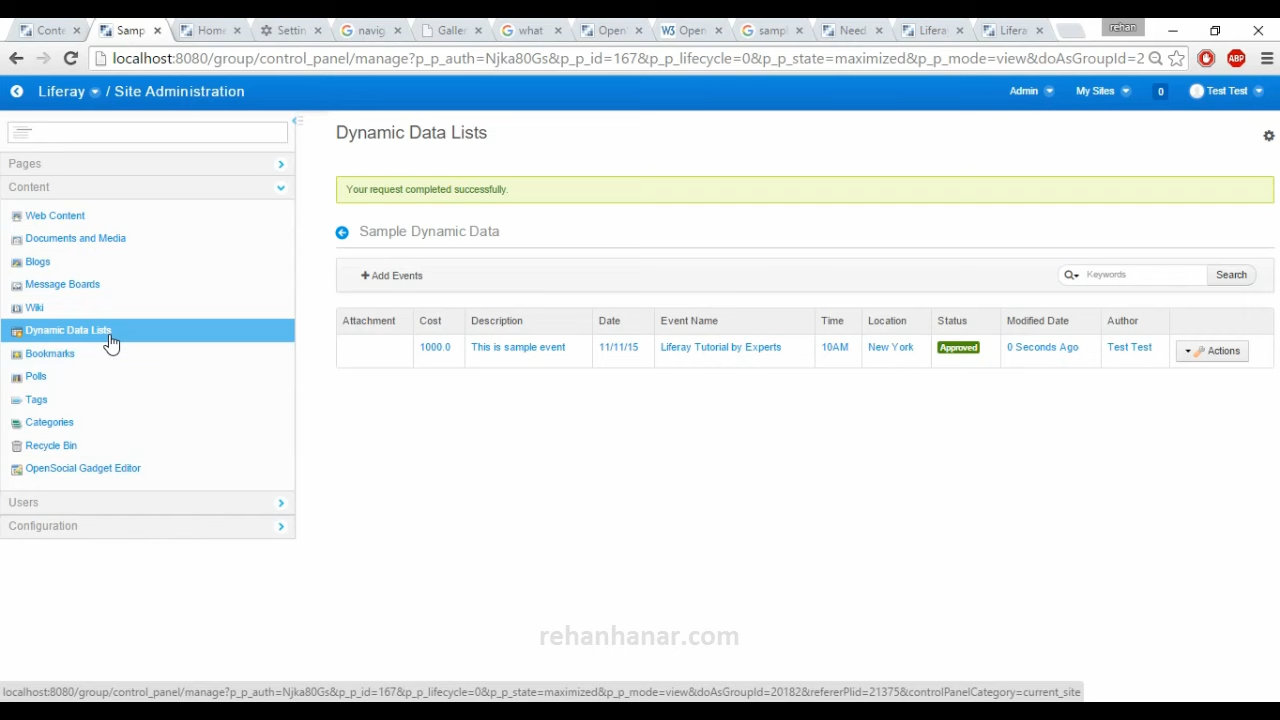 Conte
Samp
Home
Settin
navig
Galler
what
Open
Open
sampl
Need
Liferay
Lifera
rehan
localhost:8080/group/control_panel/manage?p_p_auth=Njka80Gs&p_p_id=167&p_p_lifecycle=0&p_p_state=maximized&p_p_mode=view&doAsGroupId=2
ABP
Liferay / Site Administration
Admin
My Sites
0
Test Test
Dynamic Data Lists
Pages
Content
Your request completed successfully.
Web Content
Sample Dynamic Data
Documents and Media
Blogs
Add Events
Keywords
Search
Message Boards
Wiki
Attachment Cost Description Date Event Name Time Location Status Modified Date Author
Dynamic Data Lists
1000.0 This is sample event 11/11/15 Liferay Tutorial by Experts 10AM New York Approved 0 Seconds Ago Test Test Actions
Bookmarks
Polls
Tags
Categories
Recycle Bin
OpenSocial Gadget Editor
Users
Configuration
rehanhanar.com
localhost:8080/group/control_panel/manage?p_p_auth=Njka80Gs&p_p_id=167&p_p_lifecycle=0&p_p_state=maximized&p_p_mode=view&doAsGroupId=20182&refererPlid=21375&controlPanelCategory=current_site